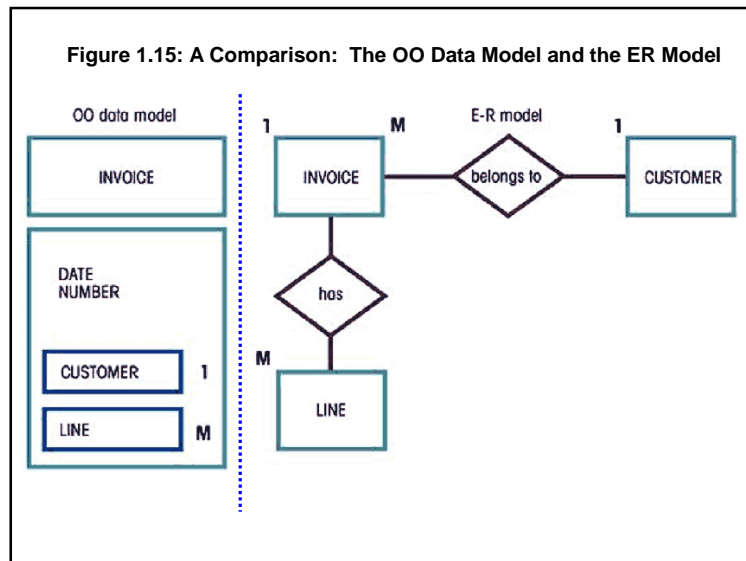 Figure 1.15: A Comparison: The OO Data Model and the ER Model
OO data model
INVOICE
DATE
NUMBER
CUSTOMER 1
LINE M
E-R model
1 M 1
INVOICE belongs to CUSTOMER
has
M
LINE